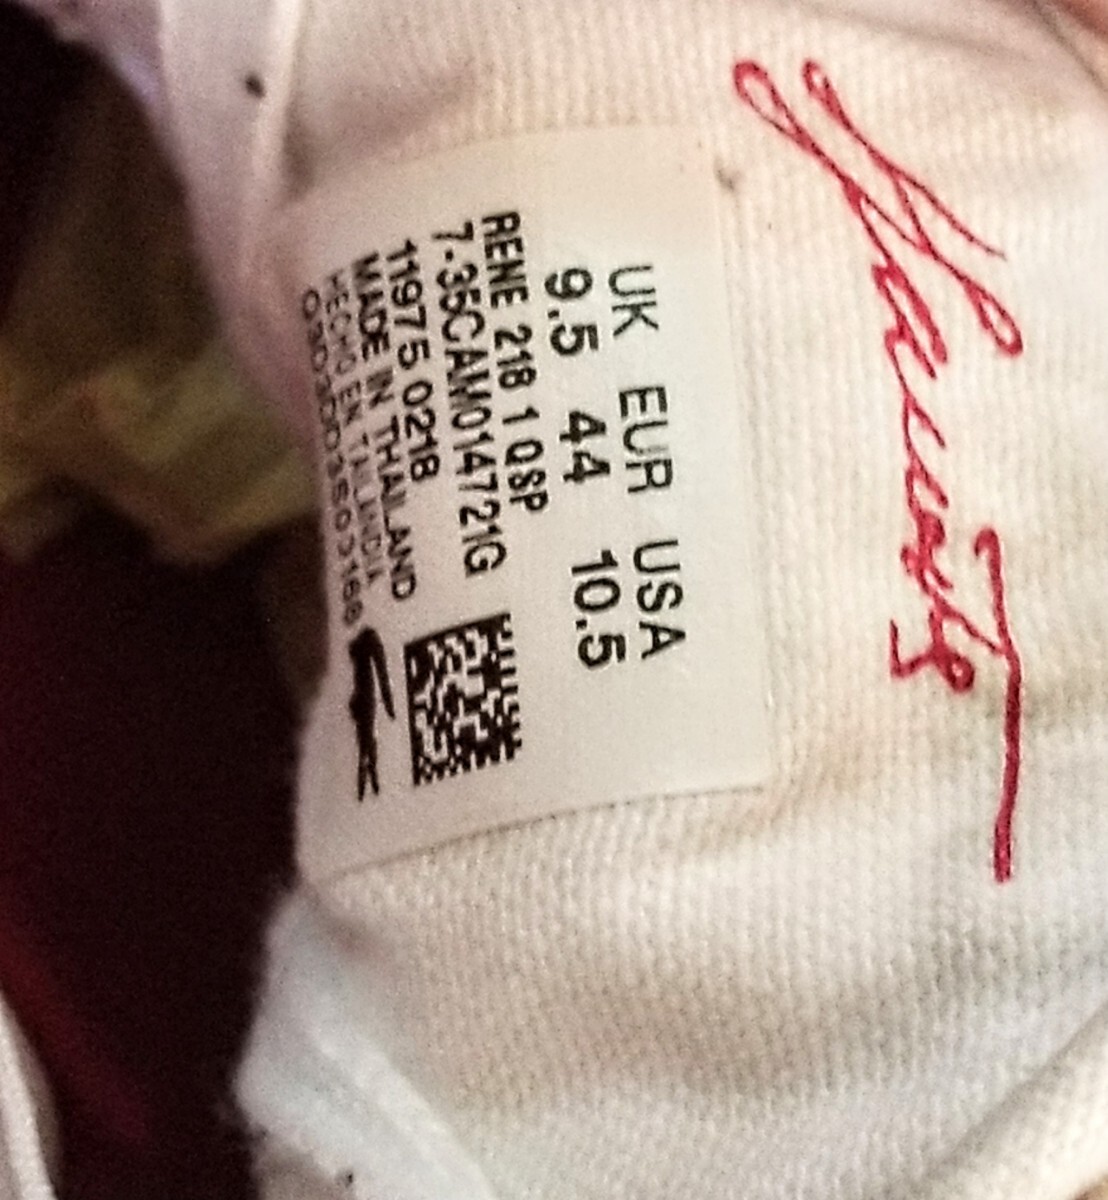 UK EUR USA
9.5 44 10.5
RENE 218 1 QSP
7-35CAM014721G
11975 0218
MADE IN THAILAND
HECHO EN TAILANDIA